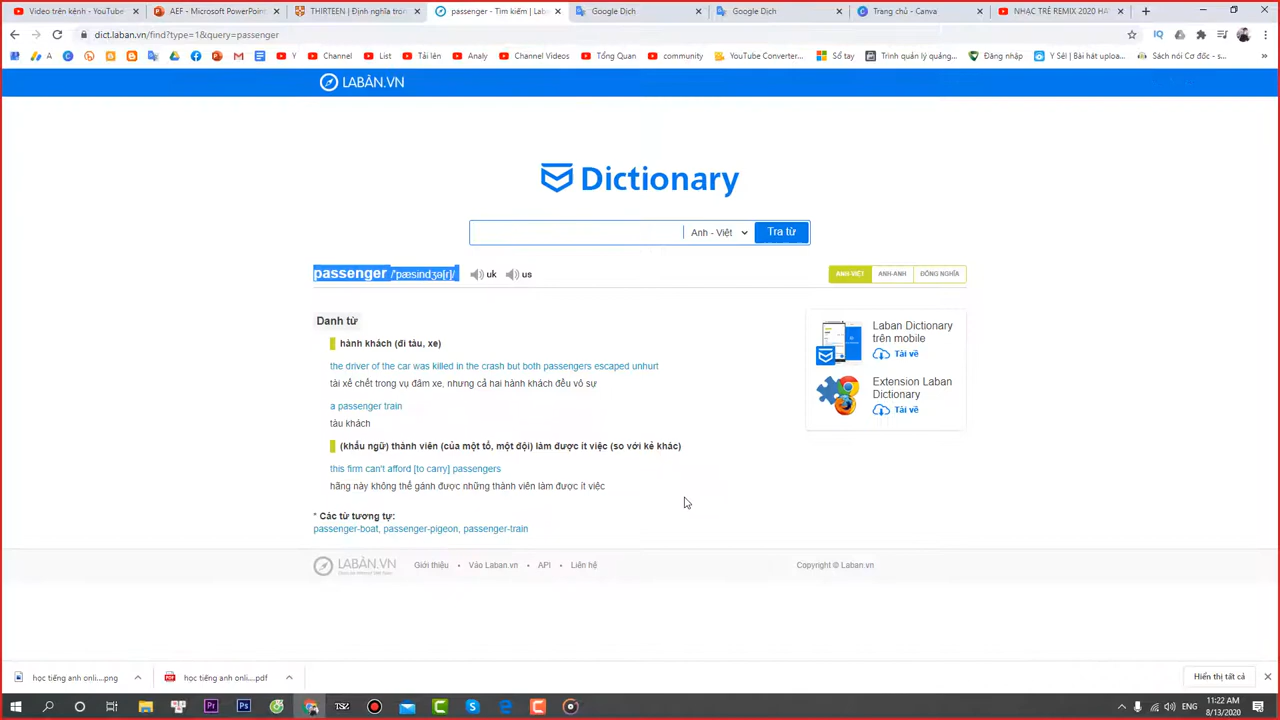 Video trên kênh - YouTube
AEF - Microsoft PowerPoint
THIRTEEN | Định nghĩa tron
passenger - Tìm kiếm | Lab
Google Dịch
Google Dịch
Trang chủ - Canva
NHẠC TRẺ REMIX 2020 HA
dict.laban.vn/find?type=1&query=passenger
A
Y
Channel
List
Tải lên
Analy
Channel Videos
Tổng Quan
community
YouTube Converter...
Sổ tay
Trình quản lý quảng...
Đăng nhập
Y Sêl | Bài hát uploa...
Sách nói Cơ đốc - s...
LABÀN.VN
Dictionary
Anh - Việt
Tra từ
passenger /'pæsindʒə[r]/
uk
us
ANH-VIỆT
ANH-ANH
ĐỒNG NGHĨA
Danh từ
hành khách (đi tàu, xe)
the driver of the car was killed in the crash but both passengers escaped unhurt
tài xế chết trong vụ đâm xe, nhưng cả hai hành khách đều vô sự
a passenger train
tàu khách
(khẩu ngữ) thành viên (của một tổ, một đội) làm được ít việc (so với kẻ khác)
this firm can't afford [to carry] passengers
hãng này không thể gánh được những thành viên làm được ít việc
* Các từ tương tự:
passenger-boat, passenger-pigeon, passenger-train
Laban Dictionary
trên mobile
Tải về
Extension Laban
Dictionary
Tải về
LABÀN.VN
Giới thiệu • Vào Laban.vn • API • Liên hệ
Copyright © Laban.vn
học tiếng anh onli....png
học tiếng anh onli....pdf
Hiển thị tất cả
ENG
11:22 AM
8/13/2020